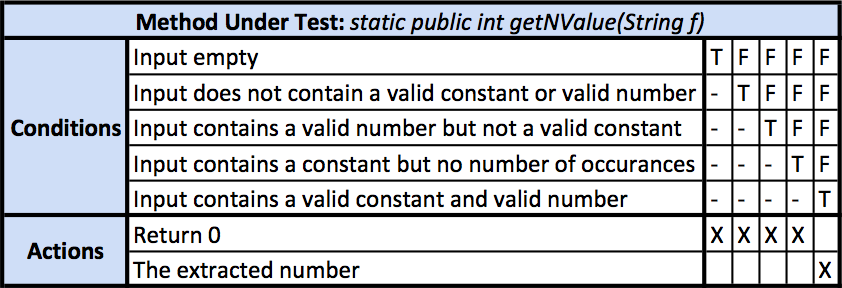 Method Under Test: static public int getNValue(String f)
Conditions
Input empty T F F F F
Input does not contain a valid constant or valid number - T F F F
Input contains a valid number but not a valid constant - - T F F
Input contains a constant but no number of occurances - - - T F
Input contains a valid constant and valid number - - - - T
Actions
Return 0 X X X X
The extracted number X